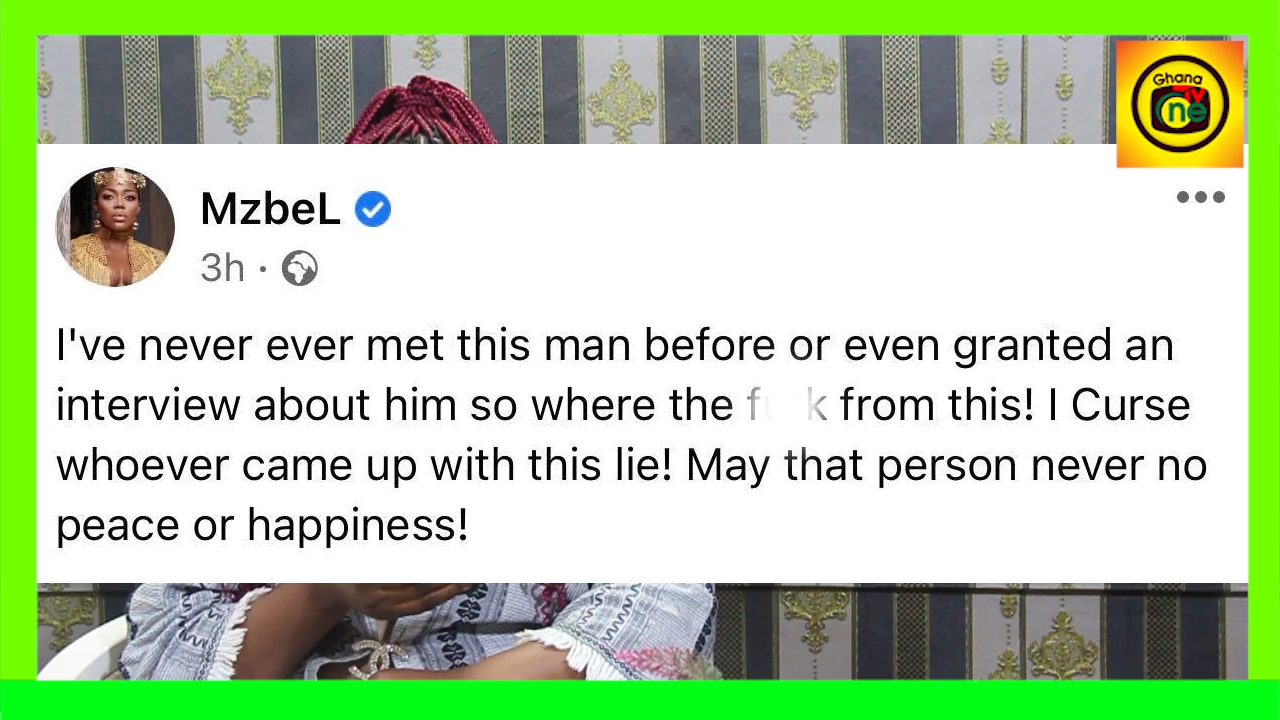 Ghana
TV
One
MzbeL
3h ·
I've never ever met this man before or even granted an
interview about him so where the fu k from this! I Curse
whoever came up with this lie! May that person never no
peace or happiness!